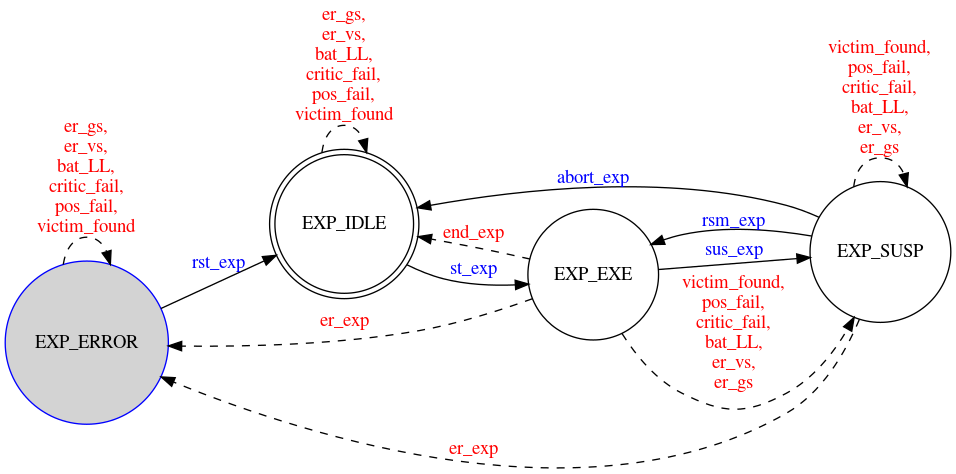 er_gs,
er_vs,
bat_LL,
critic_fail,
pos_fail,
victim_found
EXP_ERROR
rst_exp
er_gs,
er_vs,
bat_LL,
critic_fail,
pos_fail,
victim_found
EXP_IDLE
abort_exp
end_exp
st_exp
er_exp
EXP_EXE
rsm_exp
sus_exp
victim_found,
pos_fail,
critic_fail,
bat_LL,
er_vs,
er_gs
victim_found,
pos_fail,
critic_fail,
bat_LL,
er_vs,
er_gs
EXP_SUSP
er_exp